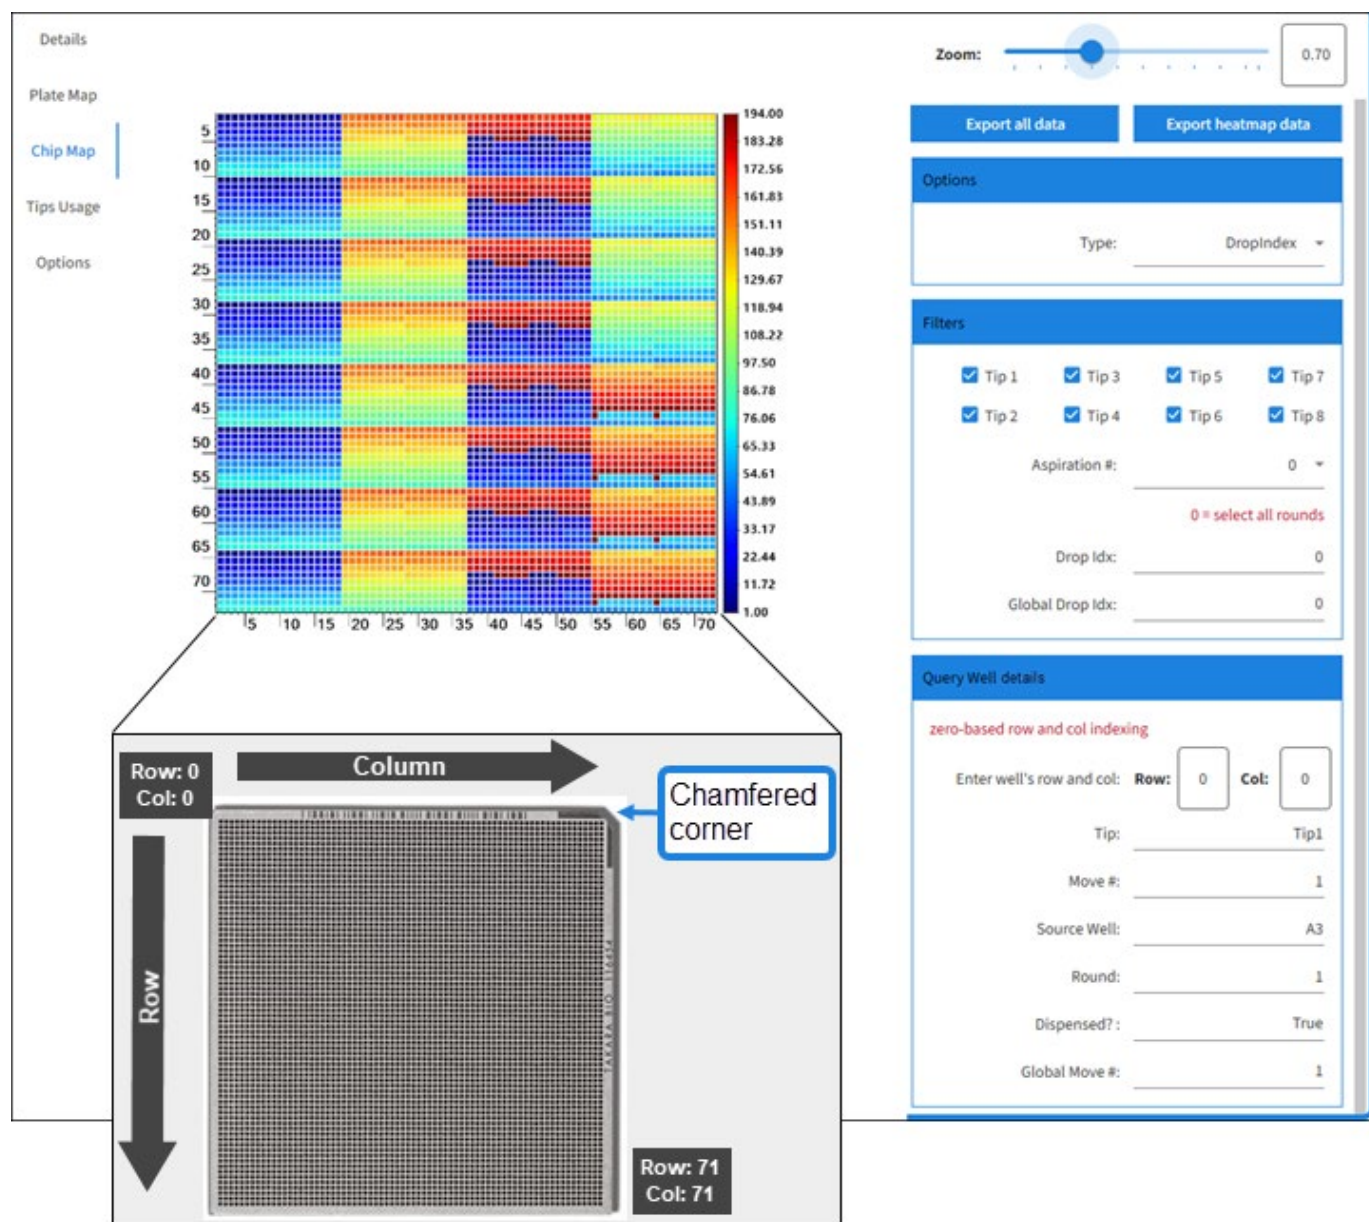 Details
Plate Map
Chip Map
Tips Usage
Options
5
10
15
20
25
30
35
40
45
50
55
60
65
70
5 10 15 20 25 30 35 40 45 50 55 60 65 70
194.00
183.28
172.56
161.83
151.11
140.39
129.67
118.94
108.22
97.50
86.78
76.06
65.33
54.61
43.89
33.17
22.44
11.72
1.00
Zoom: 0.70
Export all data Export heatmap data
Options
Type: DropIndex
Filters
Tip 1 Tip 3 Tip 5 Tip 7
Tip 2 Tip 4 Tip 6 Tip 8
Aspiration #: 0
0 = select all rounds
Drop Idx: 0
Global Drop Idx: 0
Query Well details
zero-based row and col indexing
Enter well's row and col: Row: 0 Col: 0
Tip: Tip1
Move #: 1
Source Well: A3
Round: 1
Dispensed? : True
Global Move #: 1
Row: 0
Col: 0
Column
Chamfered
corner
Row
TAKARA BIO
Row: 71
Col: 71